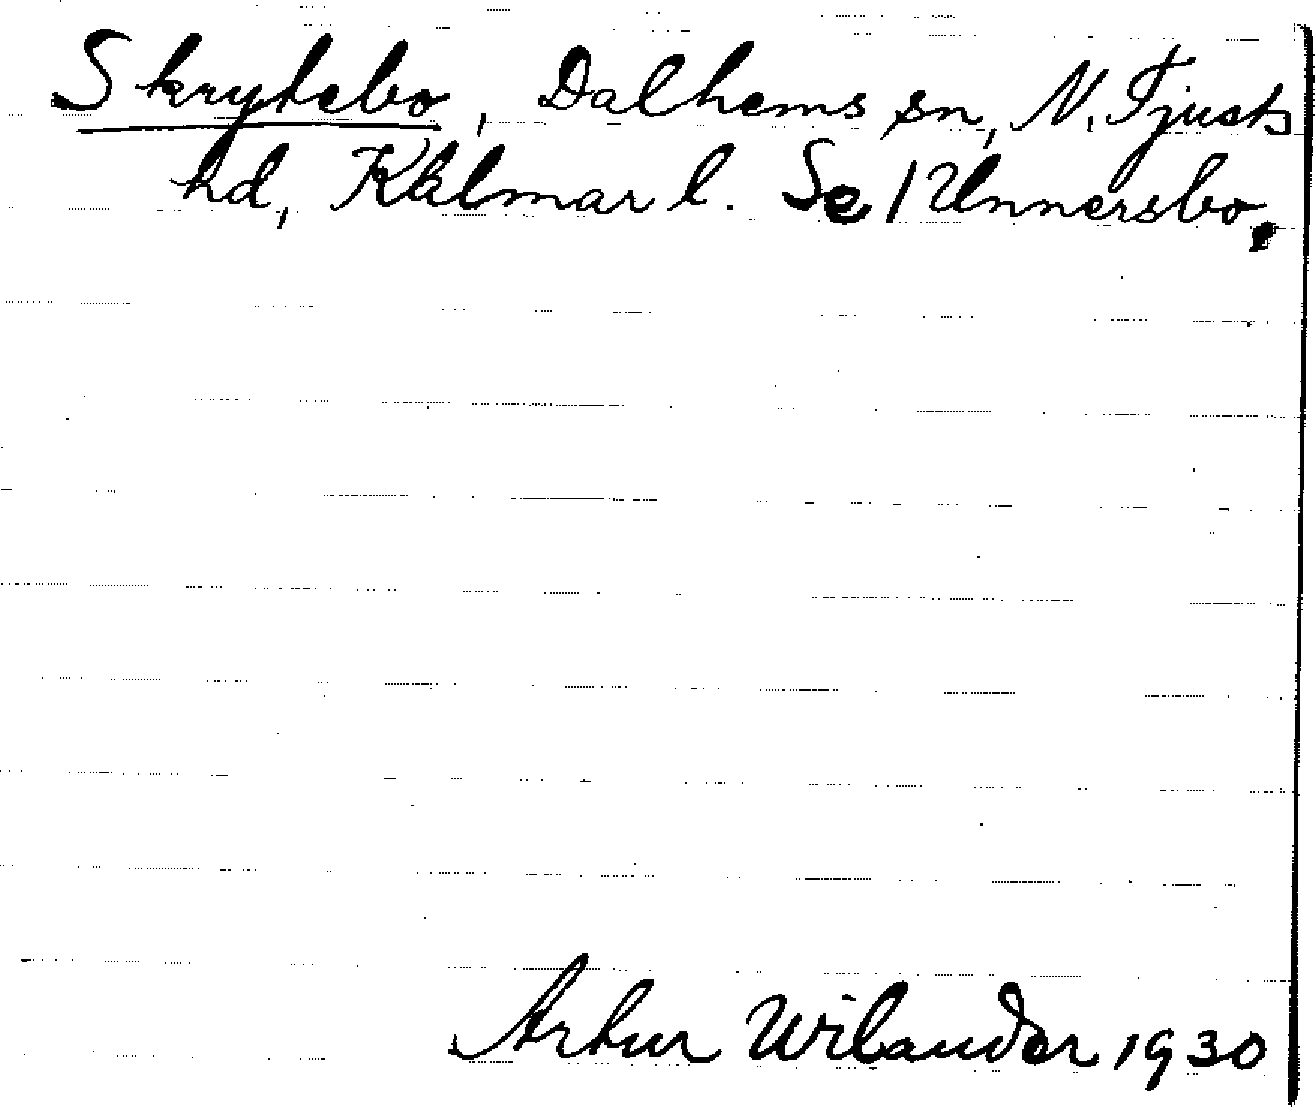 Skrytebo, Dalhems sn, N. Tjusts
hd, Kalmar l. Se / Unnersbo.
Artur Wilander 1930